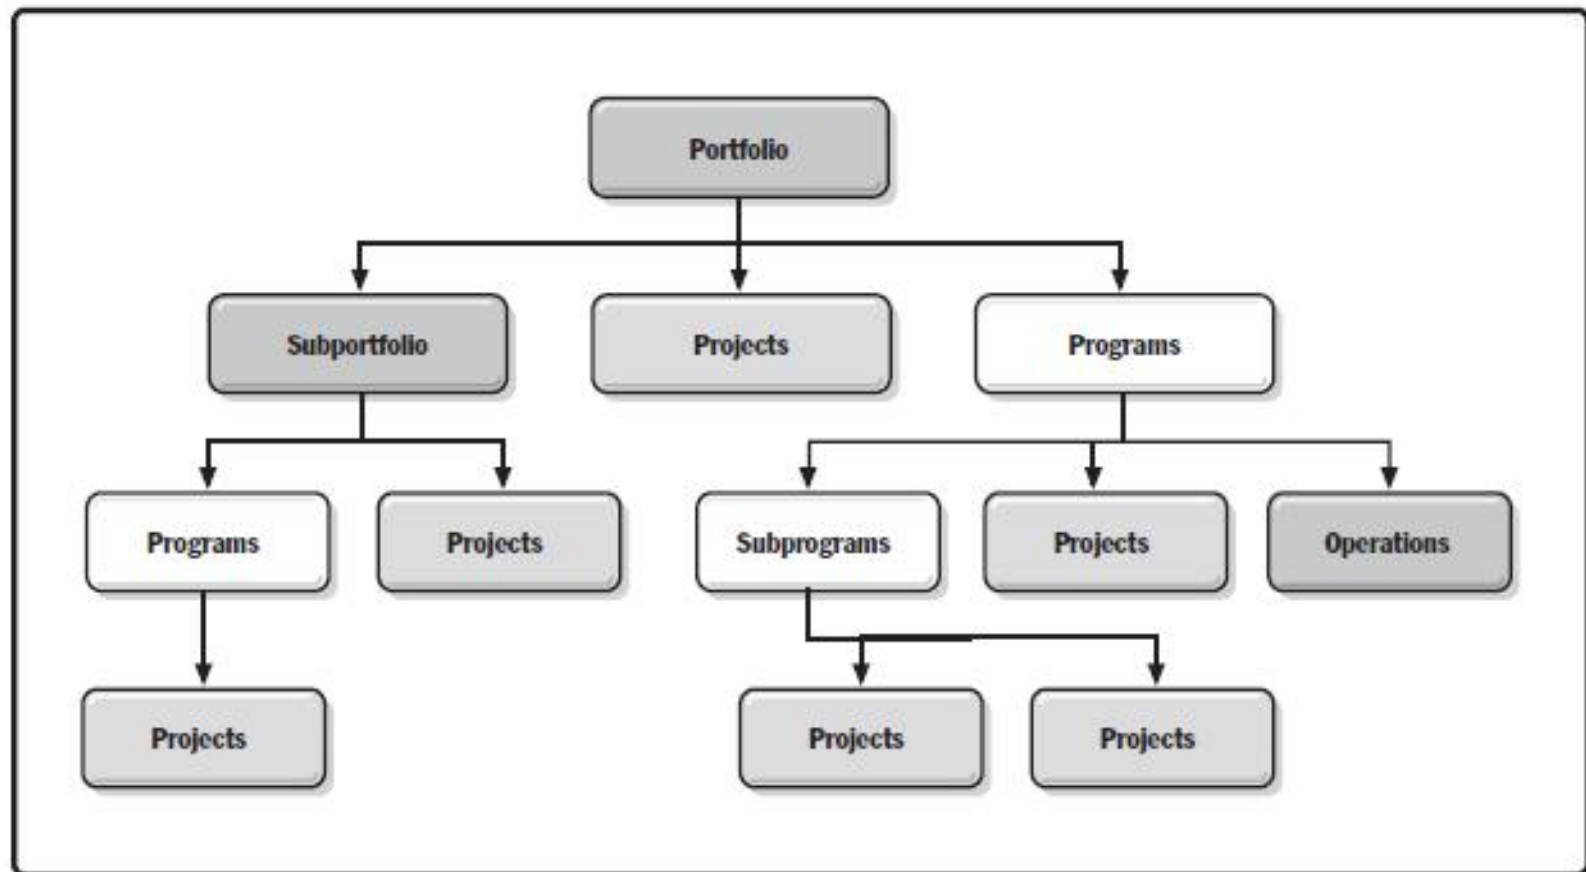 Portfolio
Subportfolio
Projects
Programs
Programs
Projects
Subprograms
Projects
Operations
Projects
Projects
Projects